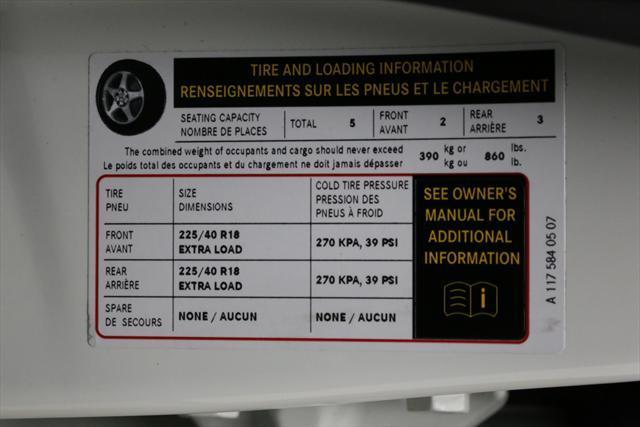 TIRE AND LOADING INFORMATION
RENSEIGNEMENTS SUR LES PNEUS ET LE CHARGEMENT
SEATING CAPACITY
NOMBRE DE PLACES
TOTAL 5
FRONT
AVANT
2
REAR
ARRIÈRE
3
The combined weight of occupants and cargo should never exceed
Le poids total des occupants et du chargement ne doit jamais dépasser
390 kg or
kg ou
860 lbs.
lb.
TIRE
PNEU
SIZE
DIMENSIONS
COLD TIRE PRESSURE
PRESSION DES
PNEUS À FROID
FRONT
AVANT
225/40 R18
EXTRA LOAD
270 KPA, 39 PSI
REAR
ARRIÈRE
225/40 R18
EXTRA LOAD
270 KPA, 39 PSI
SPARE
DE SECOURS
NONE / AUCUN
NONE / AUCUN
SEE OWNER'S
MANUAL FOR
ADDITIONAL
INFORMATION
i
A 117 584 05 07